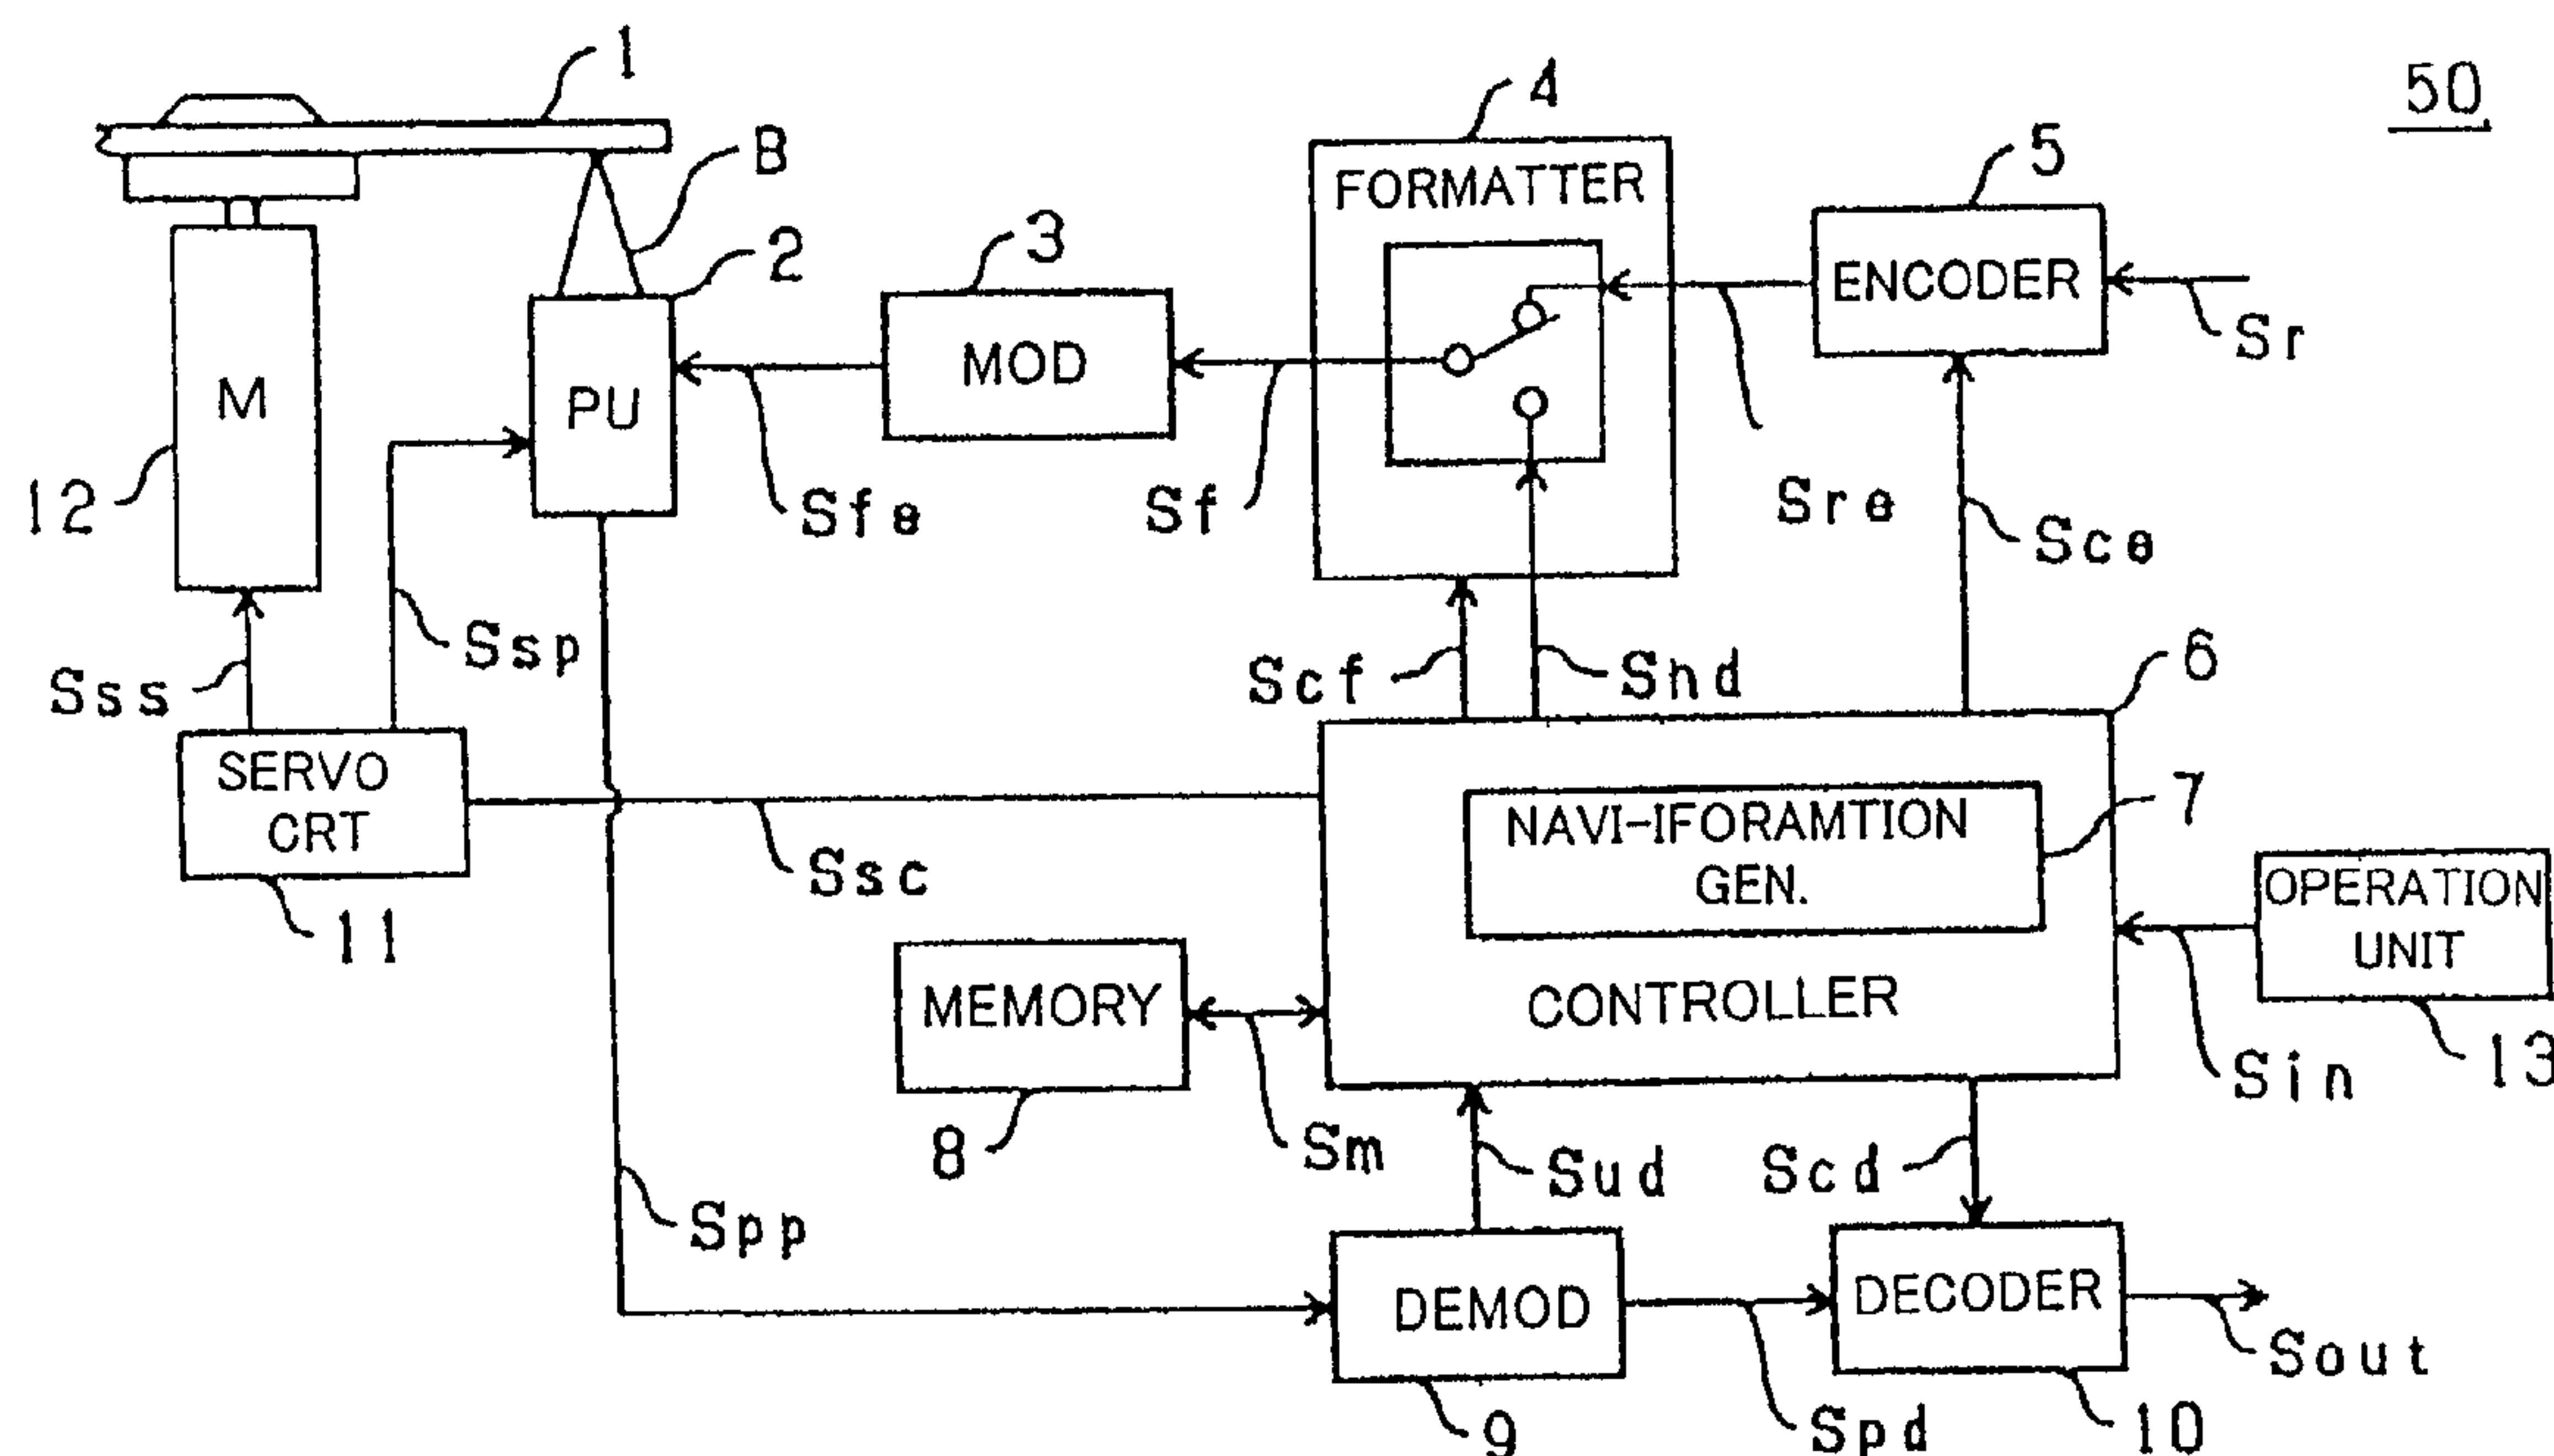 1
4
50
B
5
FORMATTER
2
3
ENCODER
Sr
MOD
M
PU
12
Sfe
Sf
Sre
Sce
Ssp
Sss
Scf
Shd
6
SERVO
CRT
NAVI-IFORAMTION
GEN.
7
Ssc
11
OPERATION
UNIT
MEMORY
CONTROLLER
Sin
13
8
Sm
Sud
Scd
Spp
DEMOD
DECODER
Sout
9
Spd
10